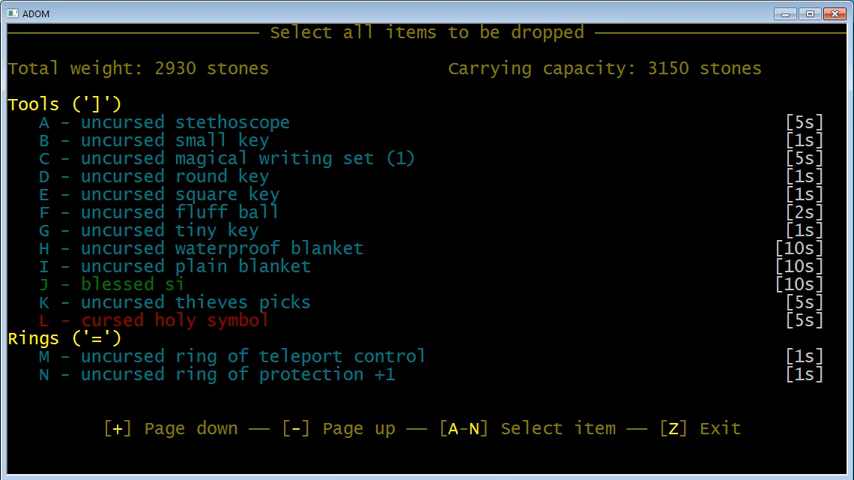 ADOM
Select all items to be dropped
Total weight: 2930 stones Carrying capacity: 3150 stones
Tools (']')
A - uncursed stethoscope [5s]
B - uncursed small key [1s]
C - uncursed magical writing set (1) [5s]
D - uncursed round key [1s]
E - uncursed square key [1s]
F - uncursed fluff ball [2s]
G - uncursed tiny key [1s]
H - uncursed waterproof blanket [10s]
I - uncursed plain blanket [10s]
J - blessed si [10s]
K - uncursed thieves picks [5s]
L - cursed holy symbol [5s]
Rings ('=')
M - uncursed ring of teleport control [1s]
N - uncursed ring of protection +1 [1s]
[+] Page down — [-] Page up — [A-N] Select item — [Z] Exit